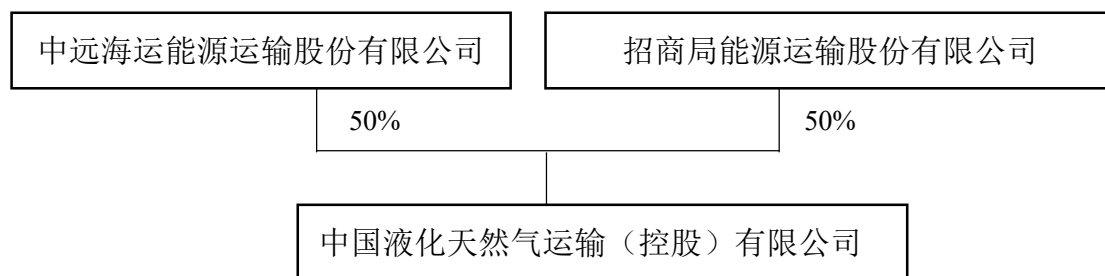 中远海运能源运输股份有限公司
招商局能源运输股份有限公司
50%
50%
中国液化天然气运输（控股）有限公司